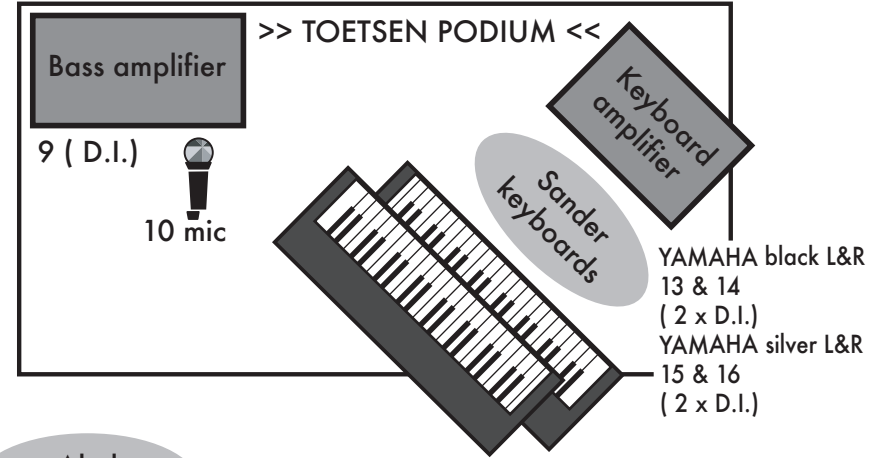 >> TOETSEN PODIUM <<
Bass amplifier
Keyboard
amplifier
9 ( D.I.)
10 mic
Sander
keyboards
YAMAHA black L&R
13 & 14
( 2 x D.I.)
YAMAHA silver L&R
15 & 16
( 2 x D.I.)